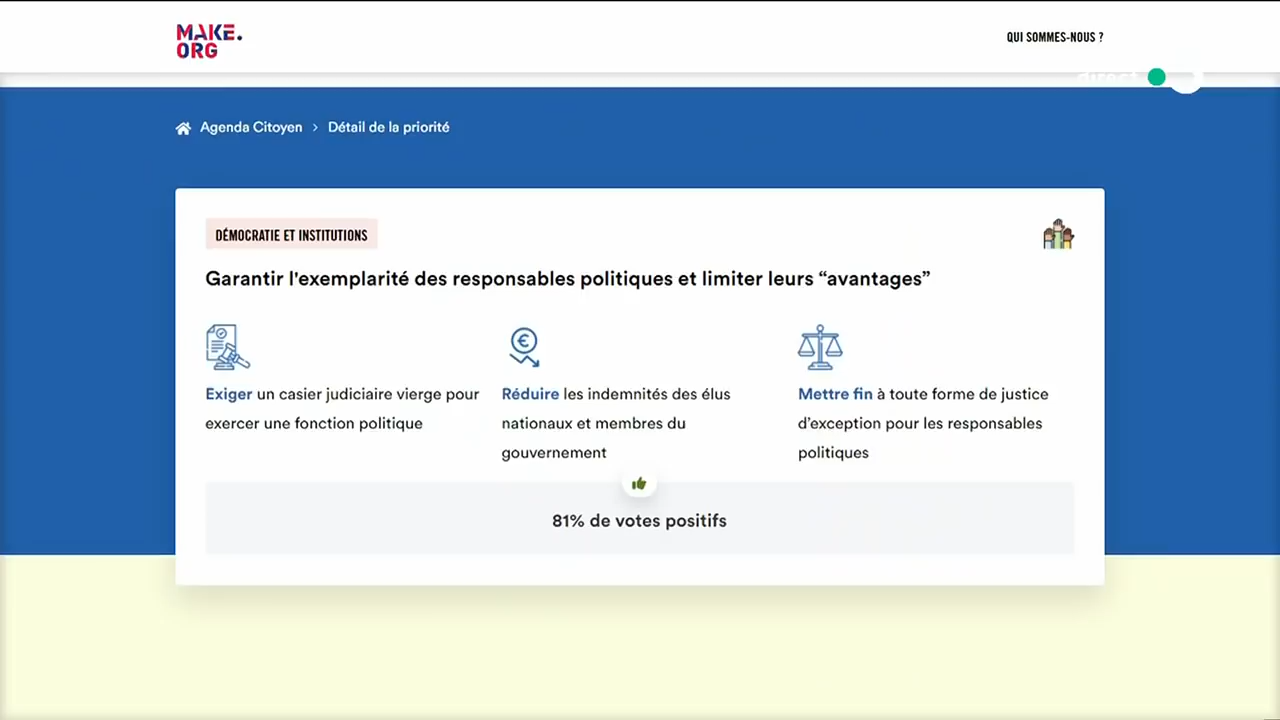 MAKE.
ORG
QUI SOMMES-NOUS ?
direct
Agenda Citoyen > Détail de la priorité
DÉMOCRATIE ET INSTITUTIONS
Garantir l'exemplarité des responsables politiques et limiter leurs “avantages”
Exiger un casier judiciaire vierge pour
exercer une fonction politique
Réduire les indemnités des élus
nationaux et membres du
gouvernement
Mettre fin à toute forme de justice
d'exception pour les responsables
politiques
81% de votes positifs